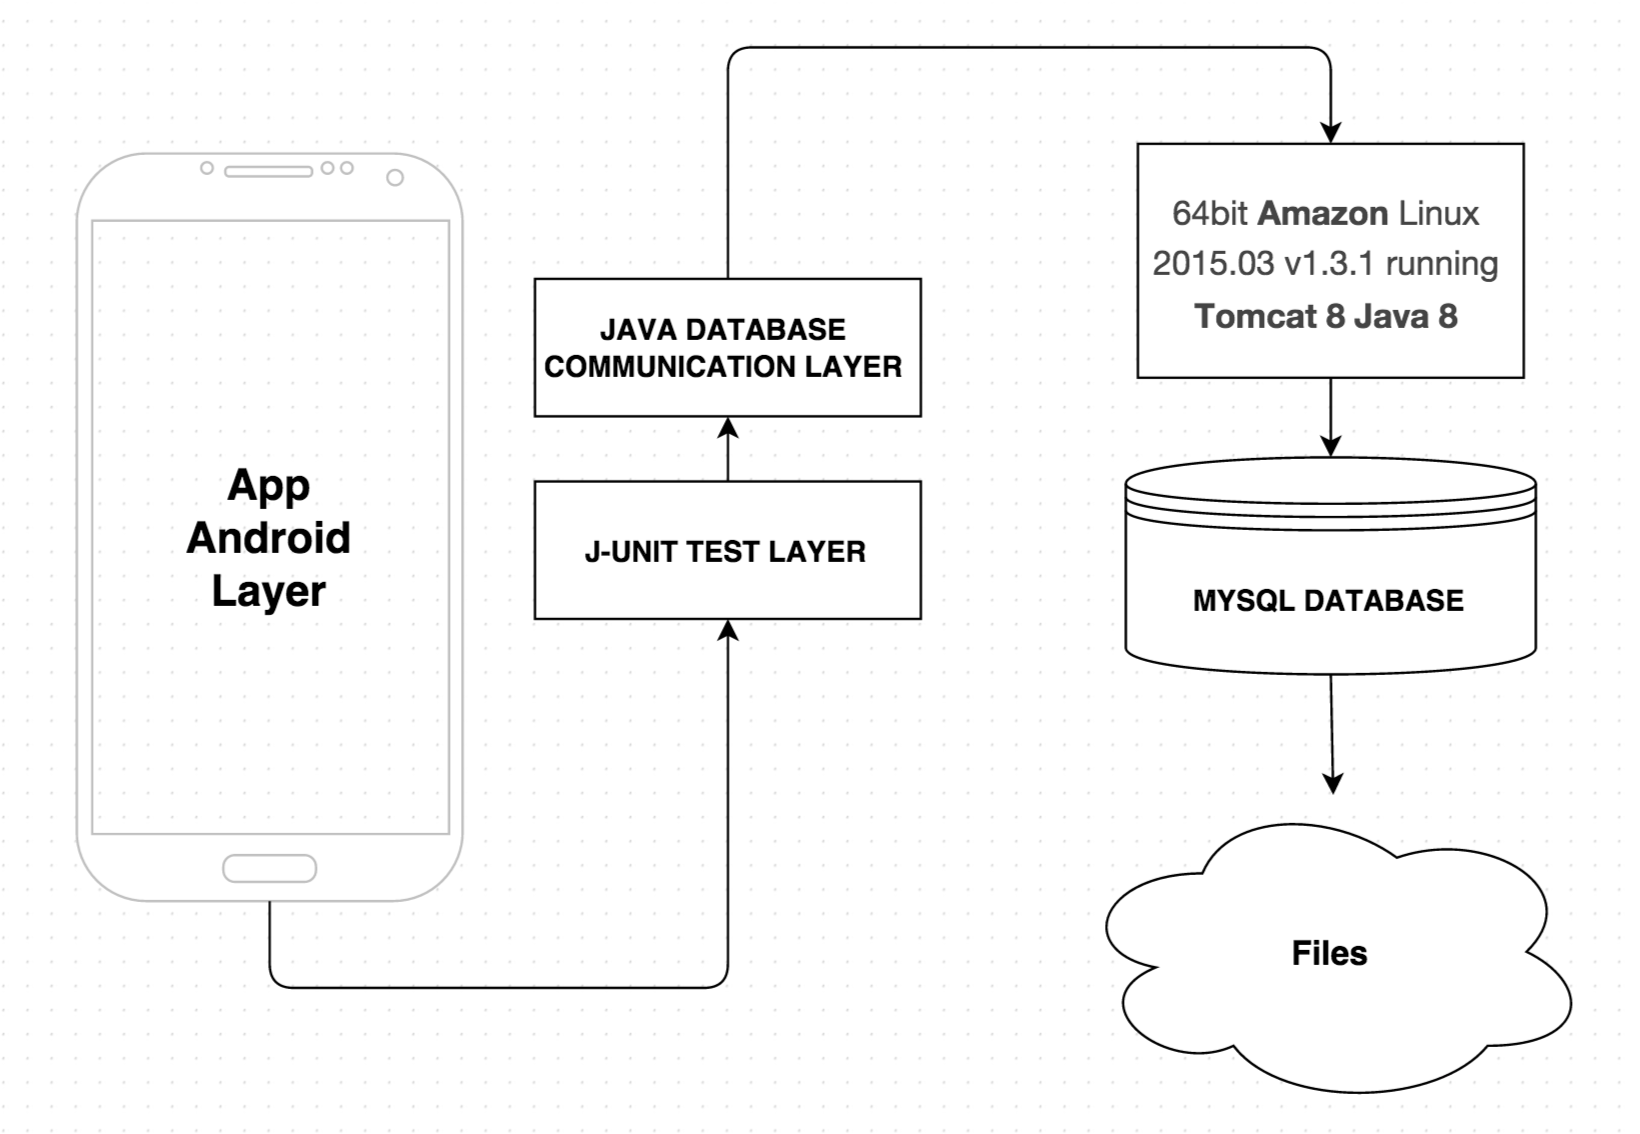 App
Android
Layer
JAVA DATABASE
COMMUNICATION LAYER
J-UNIT TEST LAYER
64bit Amazon Linux
2015.03 v1.3.1 running
Tomcat 8 Java 8
MYSQL DATABASE
Files